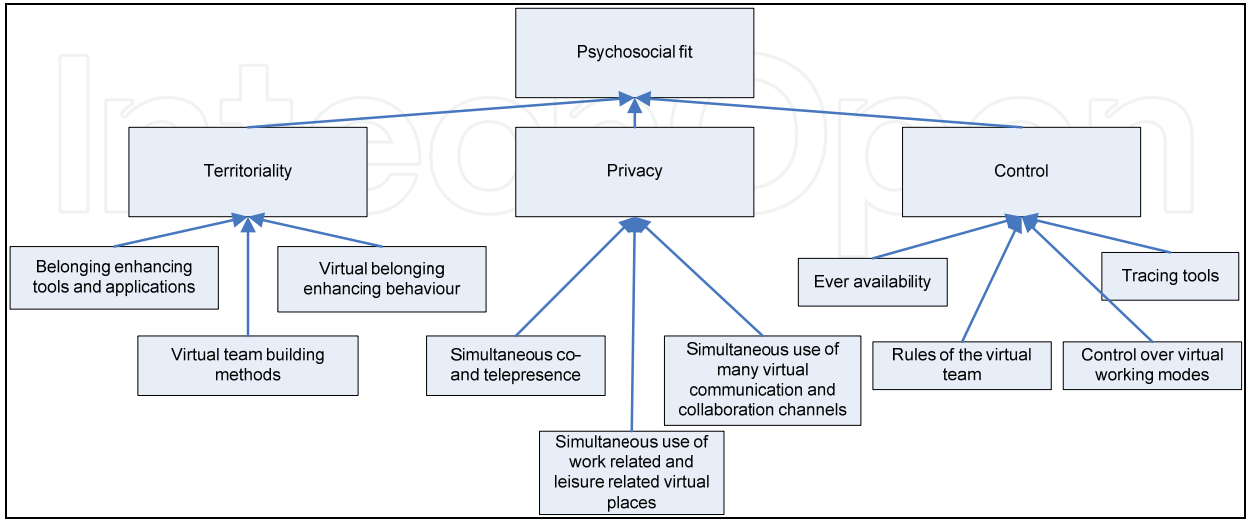 Psychosocial fit
Territoriality
Privacy
Control
Belonging enhancing
tools and applications
Virtual belonging
enhancing behaviour
Ever availability
Tracing tools
Virtual team building
methods
Simultaneous co-
and telepresence
Simultaneous use of
many virtual
communication and
collaboration channels
Rules of the virtual
team
Control over virtual
working modes
Simultaneous use of
work related and
leisure related virtual
places
IntechOpen